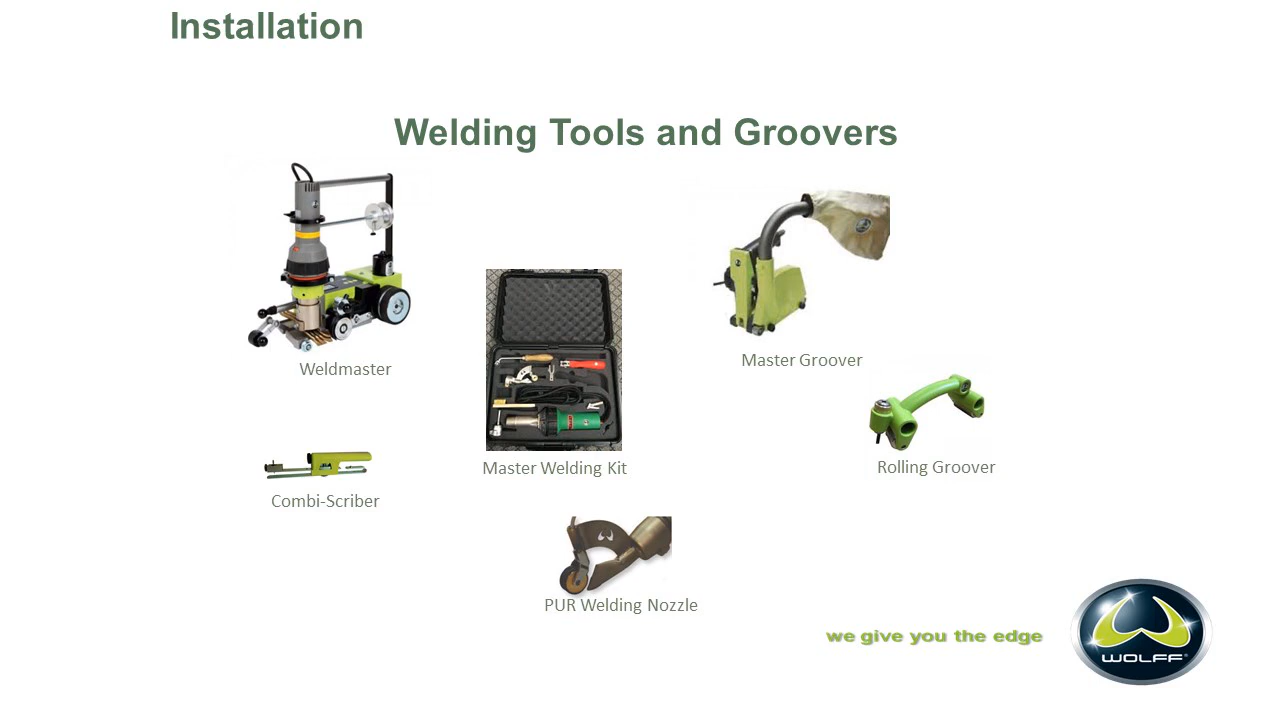 Installation
Welding Tools and Groovers
Weldmaster
Master Groover
Master Welding Kit
Rolling Groover
Combi-Scriber
PUR Welding Nozzle
we give you the edge
WOLFF®